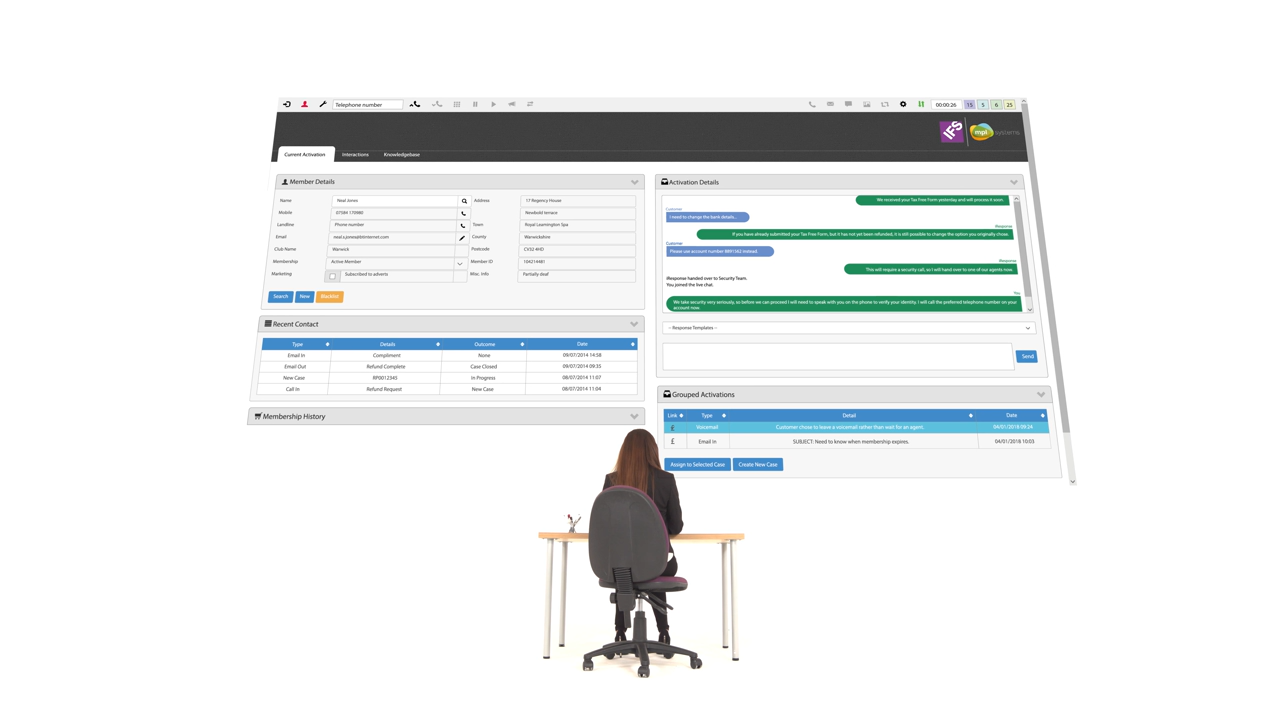 Telephone number
00:00:26
15 5 6 25
IFS
mpl systems
Current Activation Interactions Knowledgebase
Member Details
Name Neal Jones Address 17 Regency House
Mobile 07589 170980 Newbold terrace
Landline Phone number Town Royal Leamington Spa
Email neal.s.jones@btinternet.com County Warwickshire
Club Name Warwick Postcode CV32 4HD
Membership Active Member Member ID 104214481
Marketing Subscribed to adverts Misc. Info Partially deaf
Search New Blacklist
Recent Contact
Type Details Outcome Date
Email In Compliment None 09/07/2014 14:58
Email Out Refund Complete Case Closed 09/07/2014 09:35
New Case RP0012345 In Progress 08/07/2014 11:07
Call In Refund Request New Case 08/07/2014 11:04
Membership History
Activation Details
We received your Tax Free Form yesterday and will process it soon.
Customer
I need to change the bank details...
iResponse
If you have already submitted your Tax Free Form, but it has not yet been refunded, it is still possible to change the option you originally chose.
Customer
Please use account number 9891563 instead.
iResponse
This will require a security call, so I will hand over to one of our agents now.
iResponse handed over to Security Team.
You joined the live chat.
You
We take security very seriously, so before we can proceed I will need to speak with you on the phone to verify your identity, I will call the preferred telephone number on your
account now.
-- Response Templates --
Send
Grouped Activations
Link Type Detail Date
£ Voicemail Customer chose to leave a voicemail rather than wait for an agent. 04/01/2018 09:24
£ Email In SUBJECT: Need to know when membership expires. 04/01/2018 10:03
Assign to Selected Case Create New Case